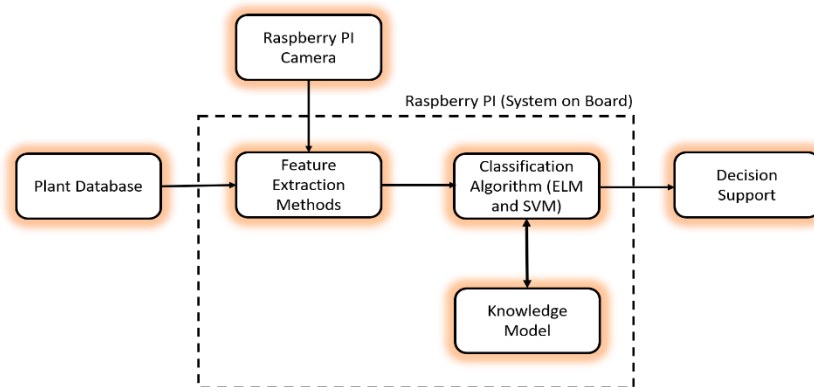 Raspberry PI
Camera
Raspberry PI (System on Board)
Plant Database
Feature
Extraction
Methods
Classification
Algorithm (ELM
and SVM)
Decision
Support
Knowledge
Model